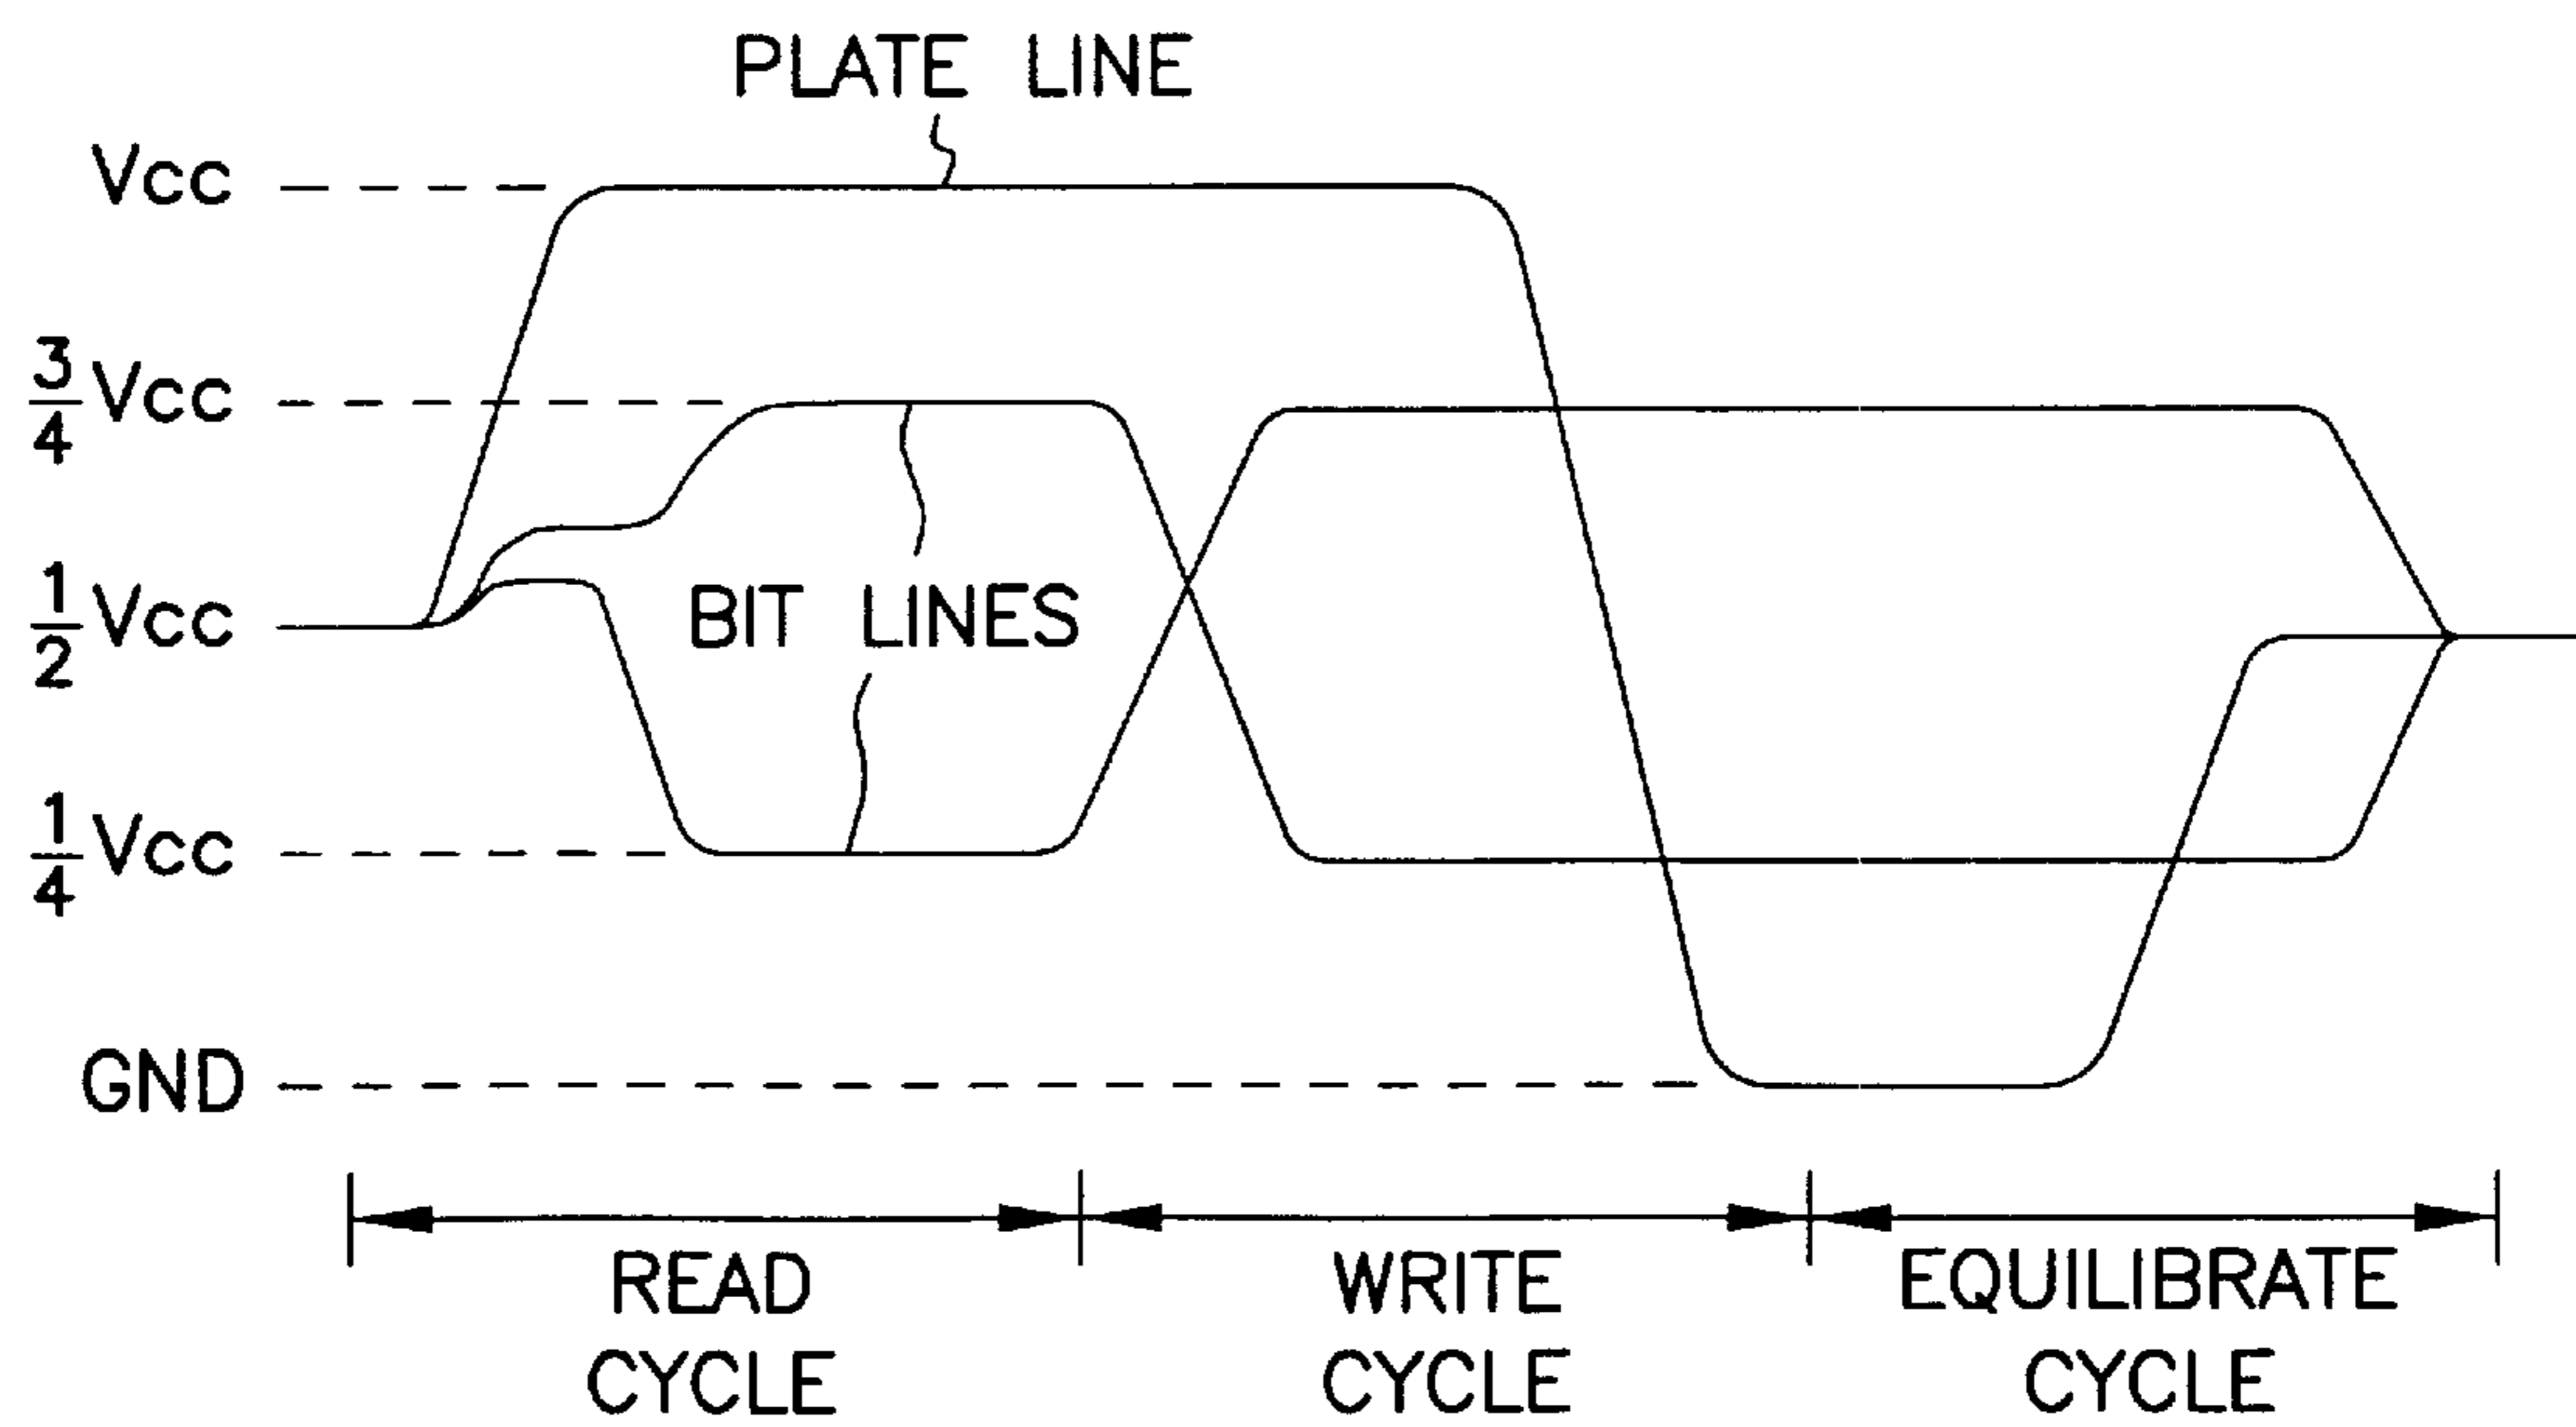 PLATE LINE
Vcc
3/4 Vcc
1/2 Vcc
BIT LINES
1/4 Vcc
GND
READ CYCLE
WRITE CYCLE
EQUILIBRATE CYCLE